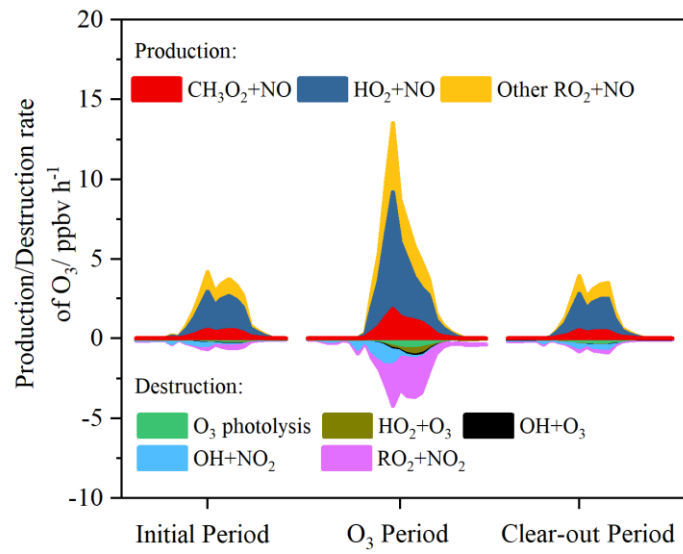 Production/Destruction rate
of O₃/ ppbv h⁻¹
20
15
10
5
0
-5
-10
Production:
CH₃O₂+NO HO₂+NO Other RO₂+NO
Destruction:
O₃ photolysis HO₂+O₃ OH+O₃
OH+NO₂ RO₂+NO₂
Initial Period O₃ Period Clear-out Period